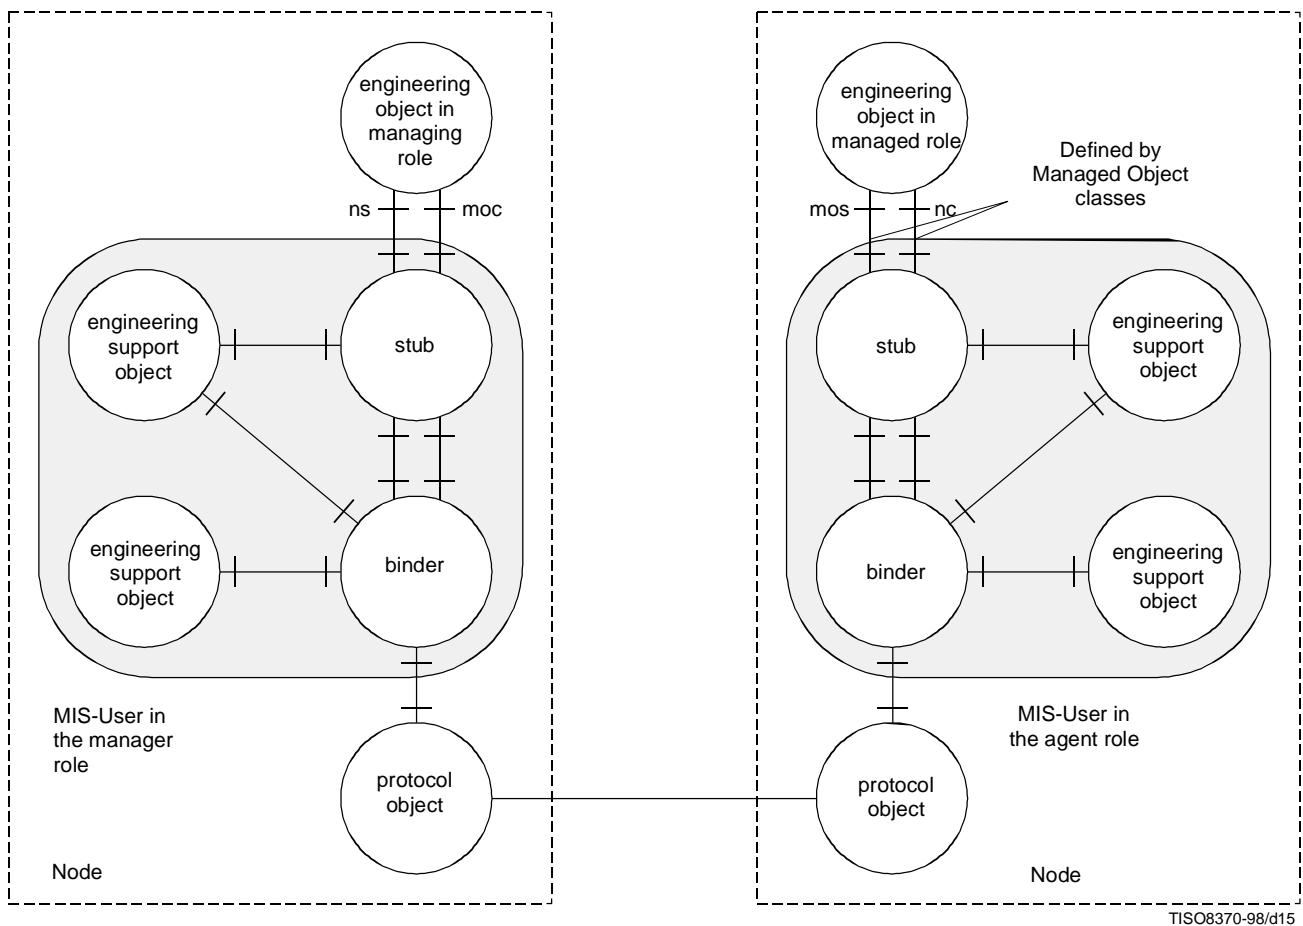 engineering
object in
managing
role
ns
moc
engineering
support
object
stub
engineering
support
object
binder
MIS-User in
the manager
role
protocol
object
Node
engineering
object in
managed role
Defined by
Managed Object
classes
mos
nc
stub
engineering
support
object
binder
engineering
support
object
MIS-User in
the agent role
protocol
object
Node
TISO8370-98/d15